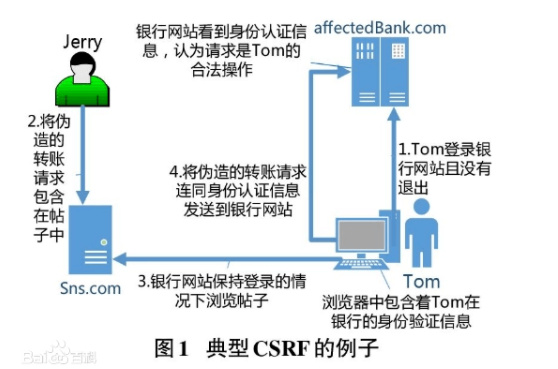 银行网站看到身份认证信
息，认为请求是Tom的
合法操作
affectedBank.com
Jerry
2.将伪
造的
转账
请求
包含
在帖
子中
4.将伪造的转账请求
连同身份认证信息
发送到银行网站
1.Tom登录银
行网站且没有
退出
Sns.com
3.银行网站保持登录的情
况下浏览帖子
Tom
浏览器中包含着Tom在
银行的身份验证信息
图1 典型CSRF的例子
Baidu百科